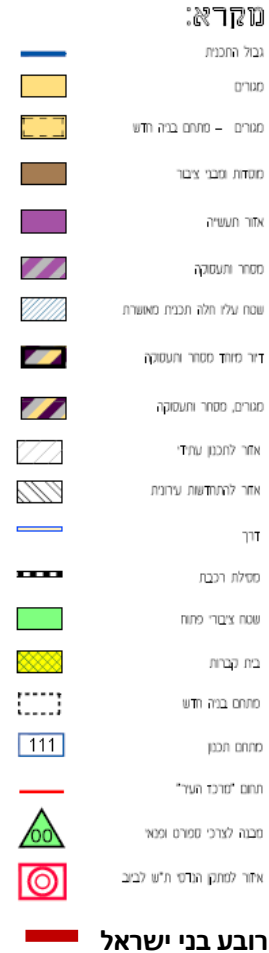 מקרא:
גבול התכנית
מגורים
מגורים – מתחם בניה חדש
מוסדות ומבני ציבור
אזור תעשייה
מסחר ותעסוקה
שטח עליו חלה תכנית מאושרת
דיור מיוחד מסחר ותעסוקה
מגורים, מסחר ותעסוקה
אזור לתכנון עתידי
אזור להתחדשות עירונית
דרך
מסילת רכבת
שטח ציבורי פתוח
בית קברות
מתחם בניה חדש
111 מתחם תכנון
תחום "מרכז העיר"
00 מבנה לצרכי ספורט ופנאי
איזור למתקן הנדסי ת"ש לביוב
רובע בני ישראל